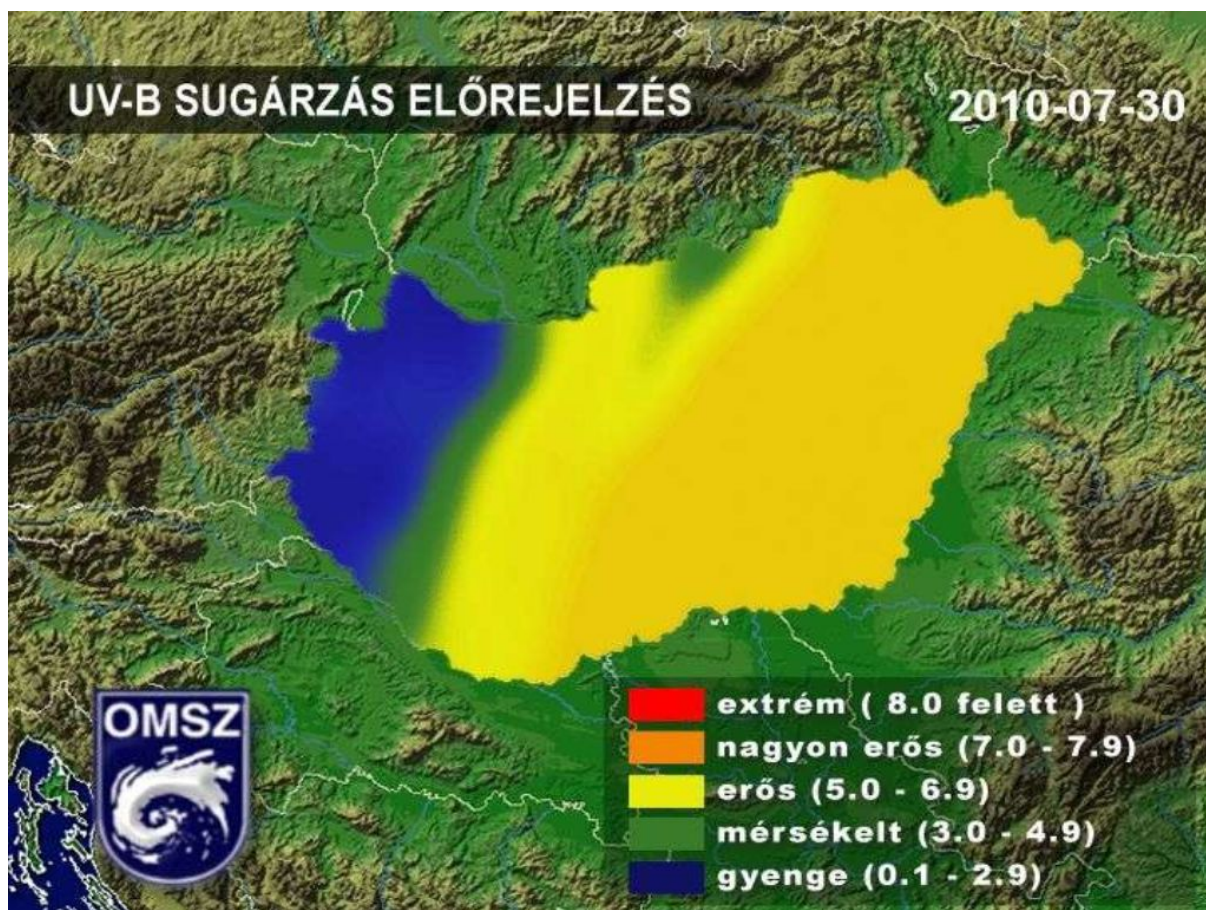 UV-B SUGÁRZÁS ELŐREJELZÉS
2010-07-30
OMSZ
extrém ( 8.0 felett )
nagyon erős (7.0 - 7.9)
erős (5.0 - 6.9)
mérsékelt (3.0 - 4.9)
gyenge (0.1 - 2.9)